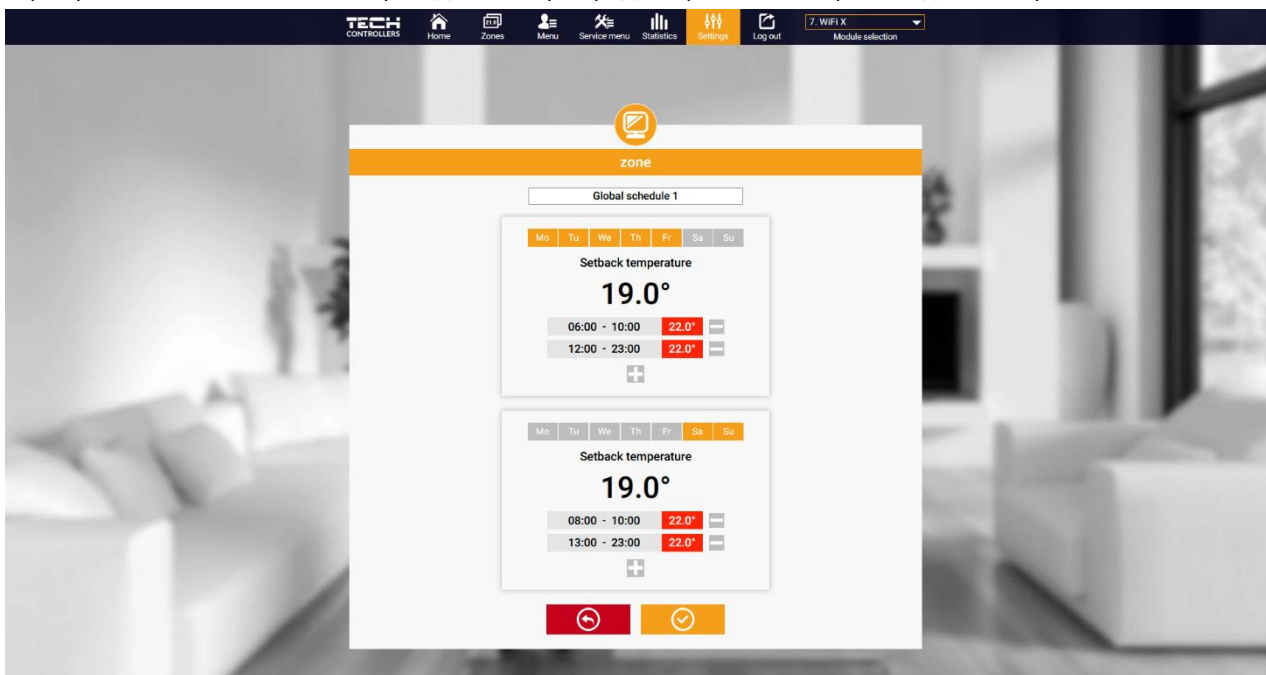 TECH
CONTROLLERS
Home
Zones
Menu
Service menu
Statistics
Settings
Log out
7. WiFi X
Module selection
zone
Global schedule 1
Mo Tu We Th Fr Sa Su
Setback temperature
19.0°
06:00 - 10:00 22.0°
12:00 - 23:00 22.0°
Mo Tu We Th Fr Sa Su
Setback temperature
19.0°
08:00 - 10:00 22.0°
13:00 - 23:00 22.0°